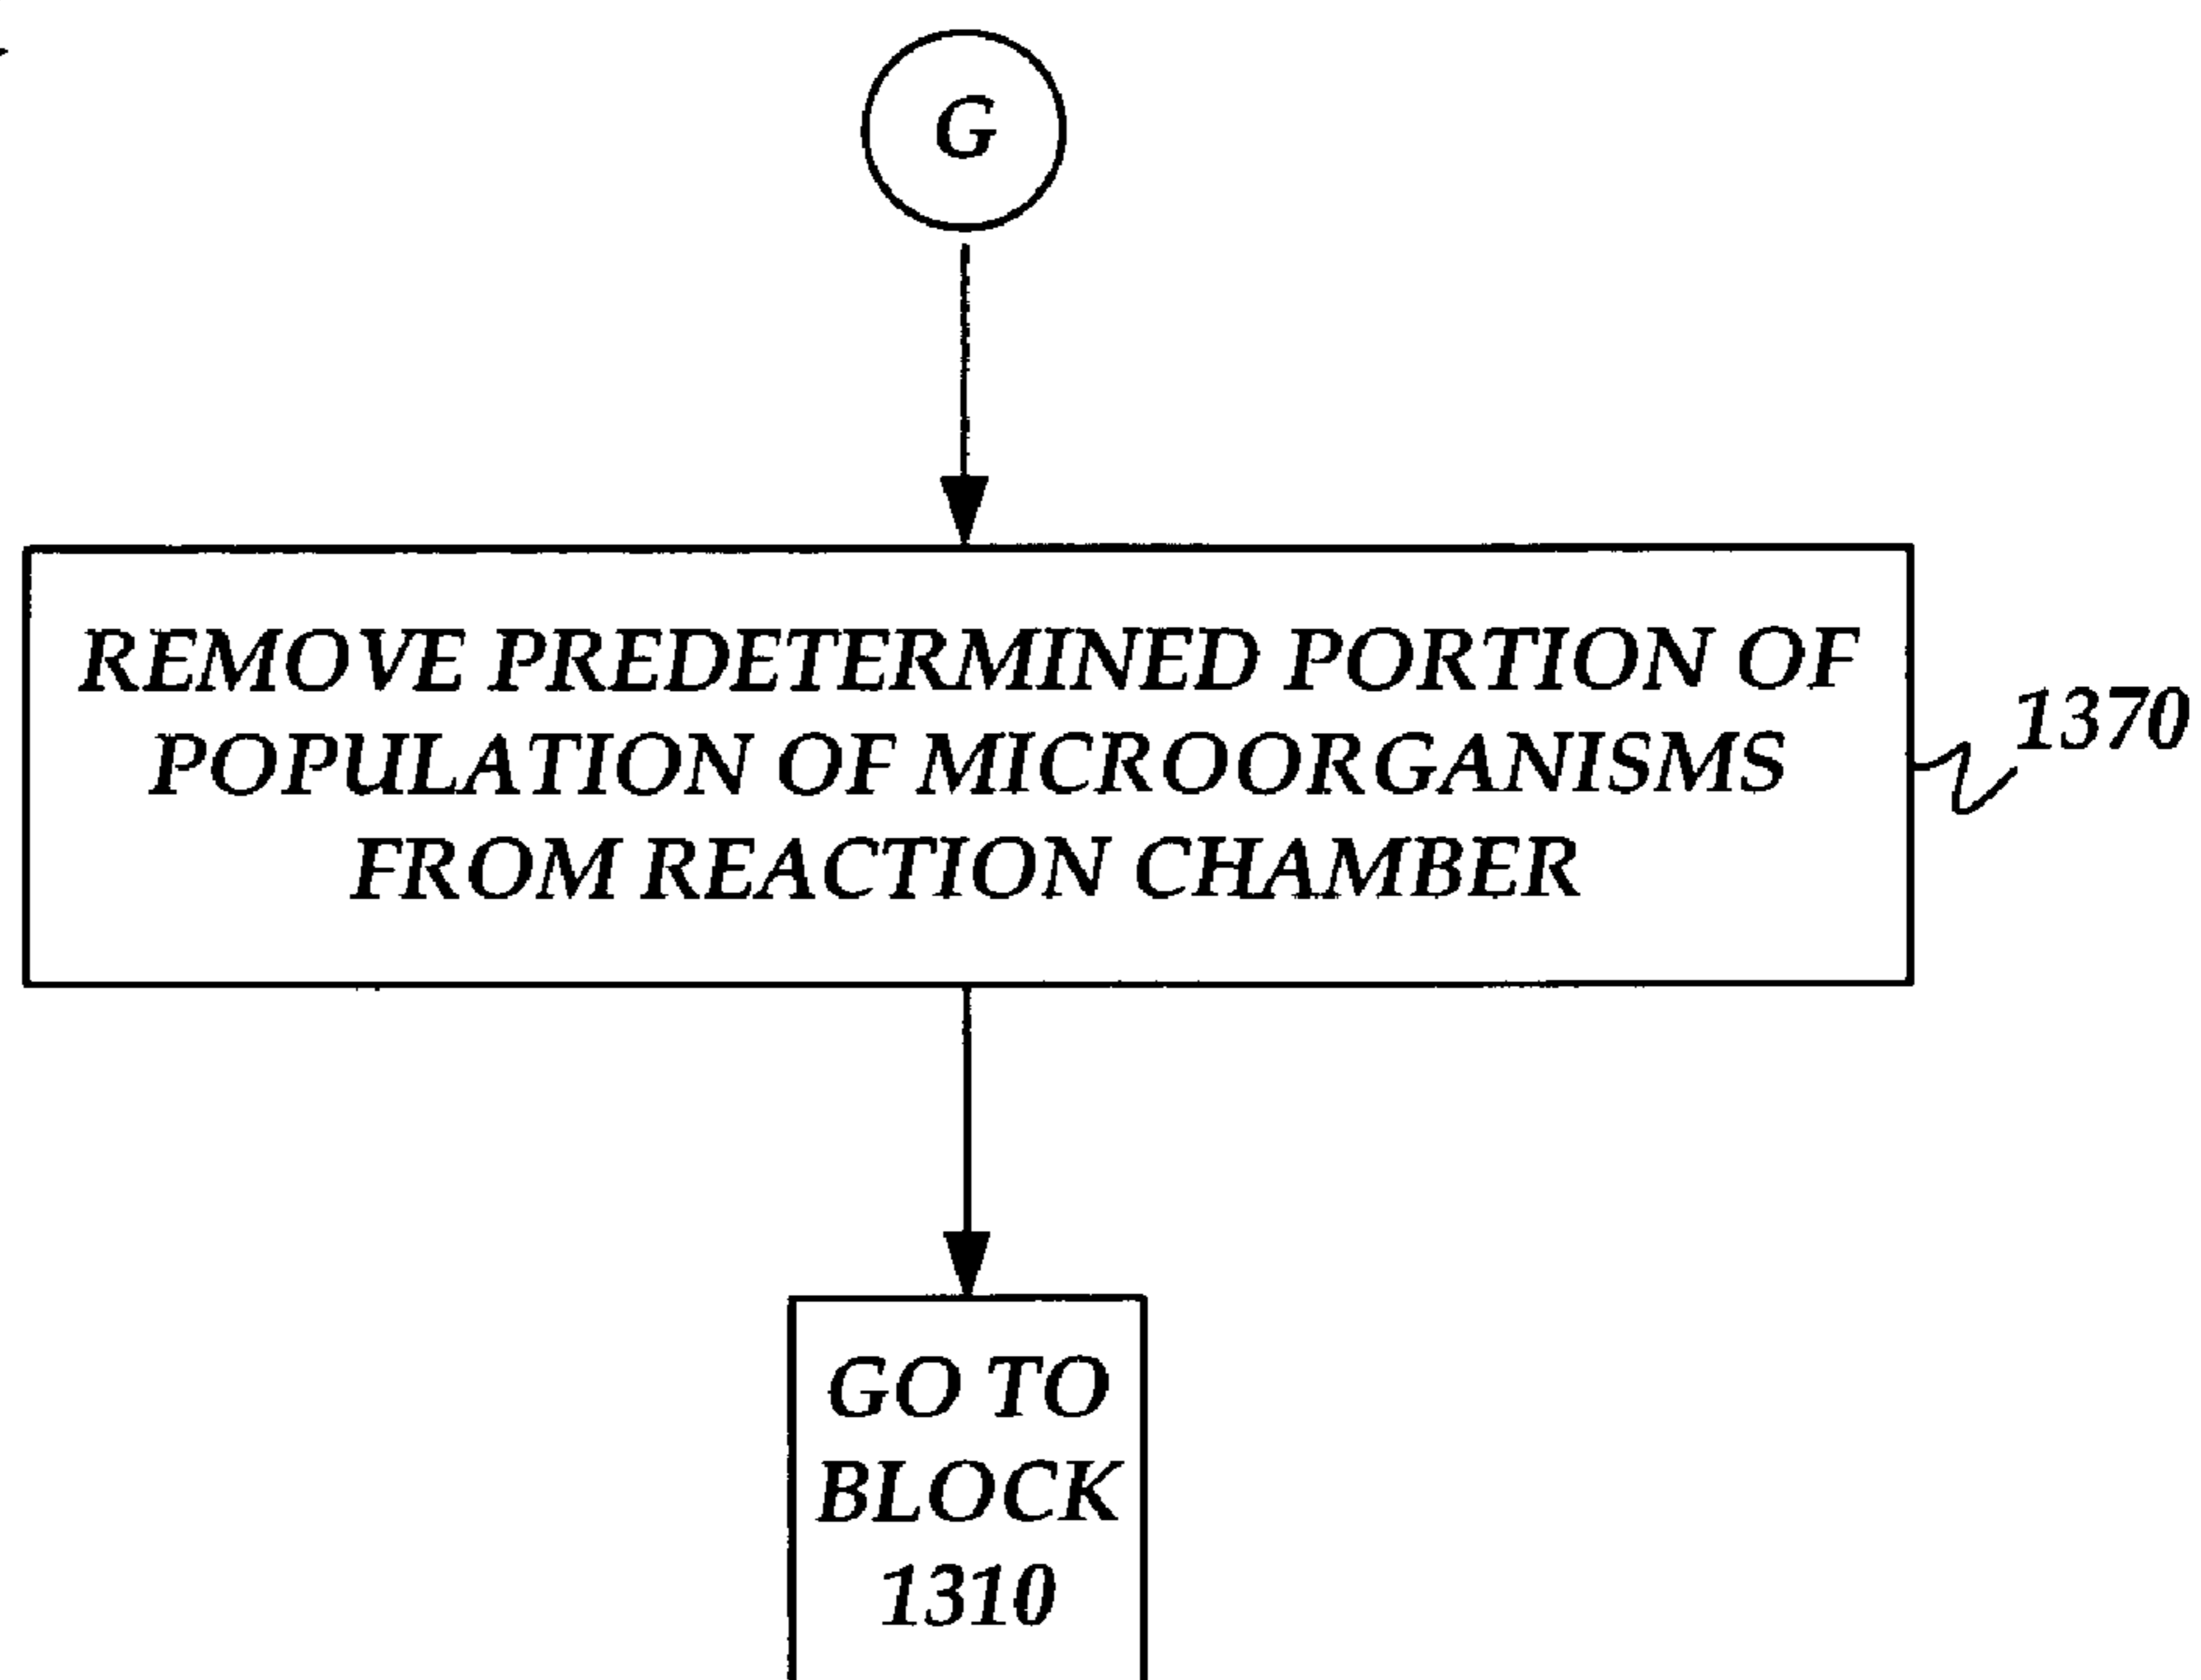 G
REMOVE PREDETERMINED PORTION OF
POPULATION OF MICROORGANISMS
FROM REACTION CHAMBER
1370
GO TO
BLOCK
1310